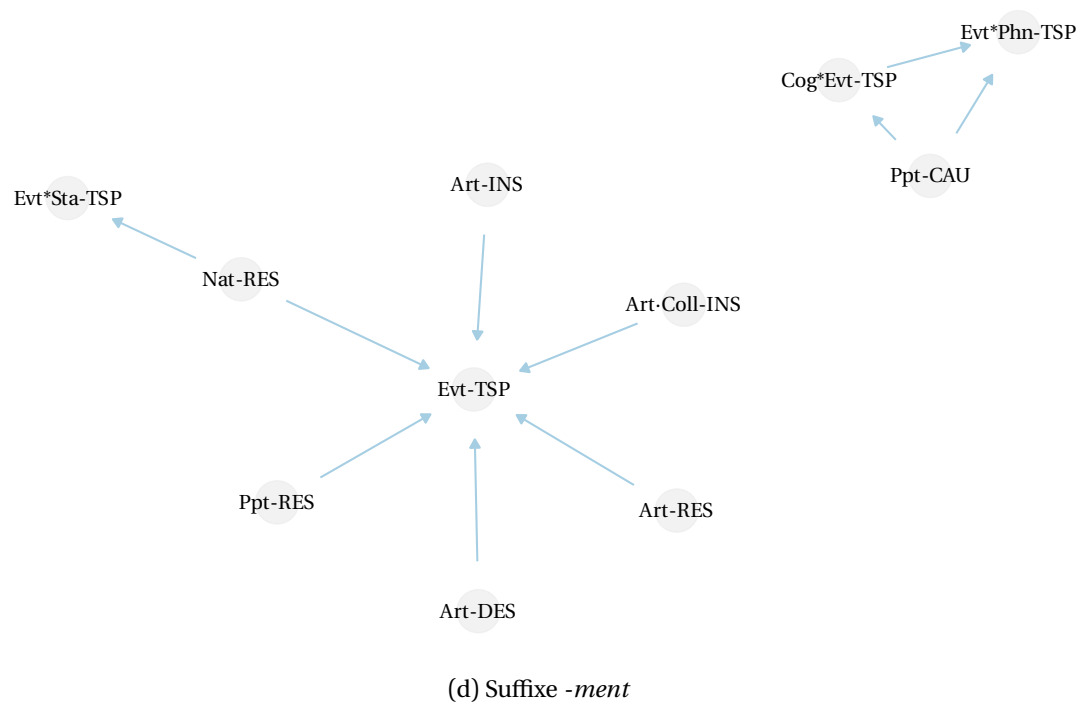 Evt*Phn-TSP
Cog*Evt-TSP
Ppt-CAU
Art-INS
Evt*Sta-TSP
Nat-RES
Art·Coll-INS
Evt-TSP
Ppt-RES
Art-RES
Art-DES
(d) Suffixe -ment